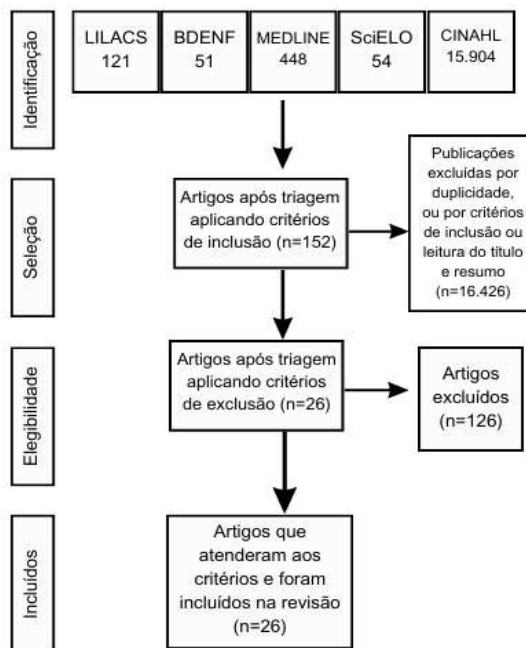 Identificação
LILACS
121
BDENF
51
MEDLINE
448
SciELO
54
CINAHL
15.904
Seleção
Artigos após triagem
aplicando critérios
de inclusão (n=152)
Publicações
excluídas por
duplicidade,
ou por critérios
de inclusão ou
leitura do título
e resumo
(n=16.426)
Elegibilidade
Artigos após triagem
aplicando critérios
de exclusão (n=26)
Artigos
excluídos
(n=126)
Incluídos
Artigos que
atenderam aos
critérios e foram
incluídos na revisão
(n=26)